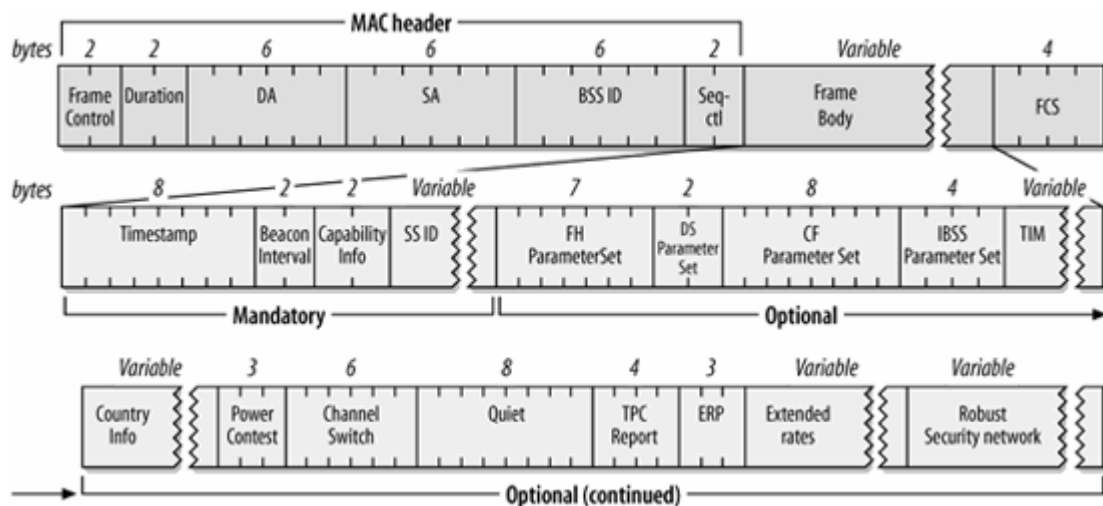 MAC header
bytes 2 2 6 6 6 2 Variable 4
Frame Control Duration DA SA BSS ID Seq-ctl Frame Body FCS
bytes 8 2 2 Variable 7 2 8 4 Variable
Timestamp Beacon Interval Capability Info SS ID FH ParameterSet DS Parameter Set CF Parameter Set IBSS Parameter Set TIM
Mandatory Optional
Variable 3 6 8 4 3 Variable Variable
Country Info Power Contest Channel Switch Quiet TPC Report ERP Extended rates Robust Security network
Optional (continued)